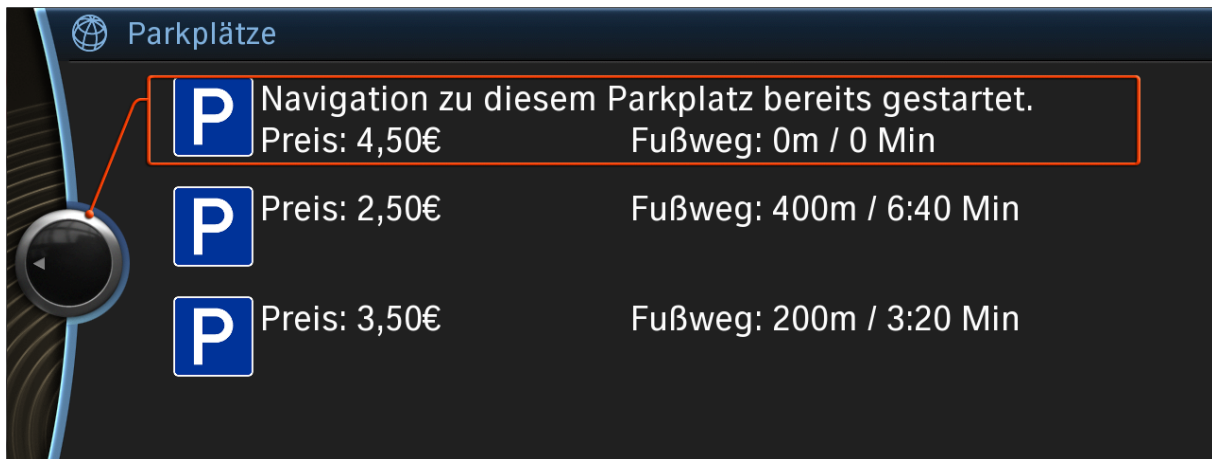 Parkplätze
P
Navigation zu diesem Parkplatz bereits gestartet.
Preis: 4,50€ Fußweg: 0m / 0 Min
P
Preis: 2,50€ Fußweg: 400m / 6:40 Min
P
Preis: 3,50€ Fußweg: 200m / 3:20 Min